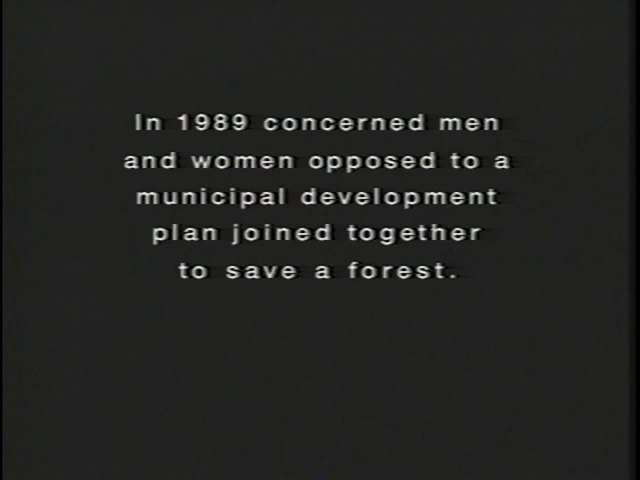 In 1989 concerned men
and women opposed to a
municipal development
plan joined together
to save a forest.